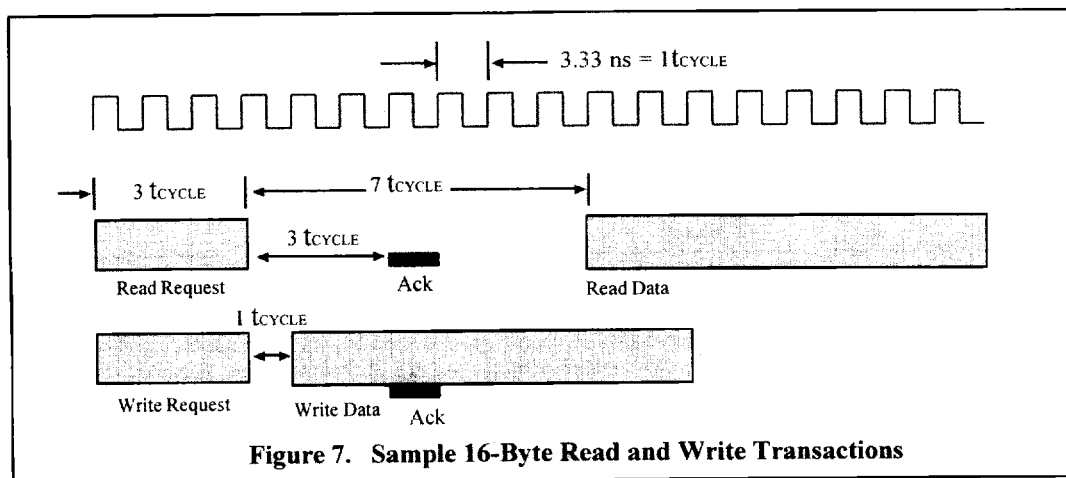 3.33 ns = 1tCYCLE
3 tCYCLE
7 tCYCLE
3 tCYCLE
Ack
Read Request
Read Data
1 tCYCLE
Write Request
Write Data
Ack
Figure 7. Sample 16-Byte Read and Write Transactions